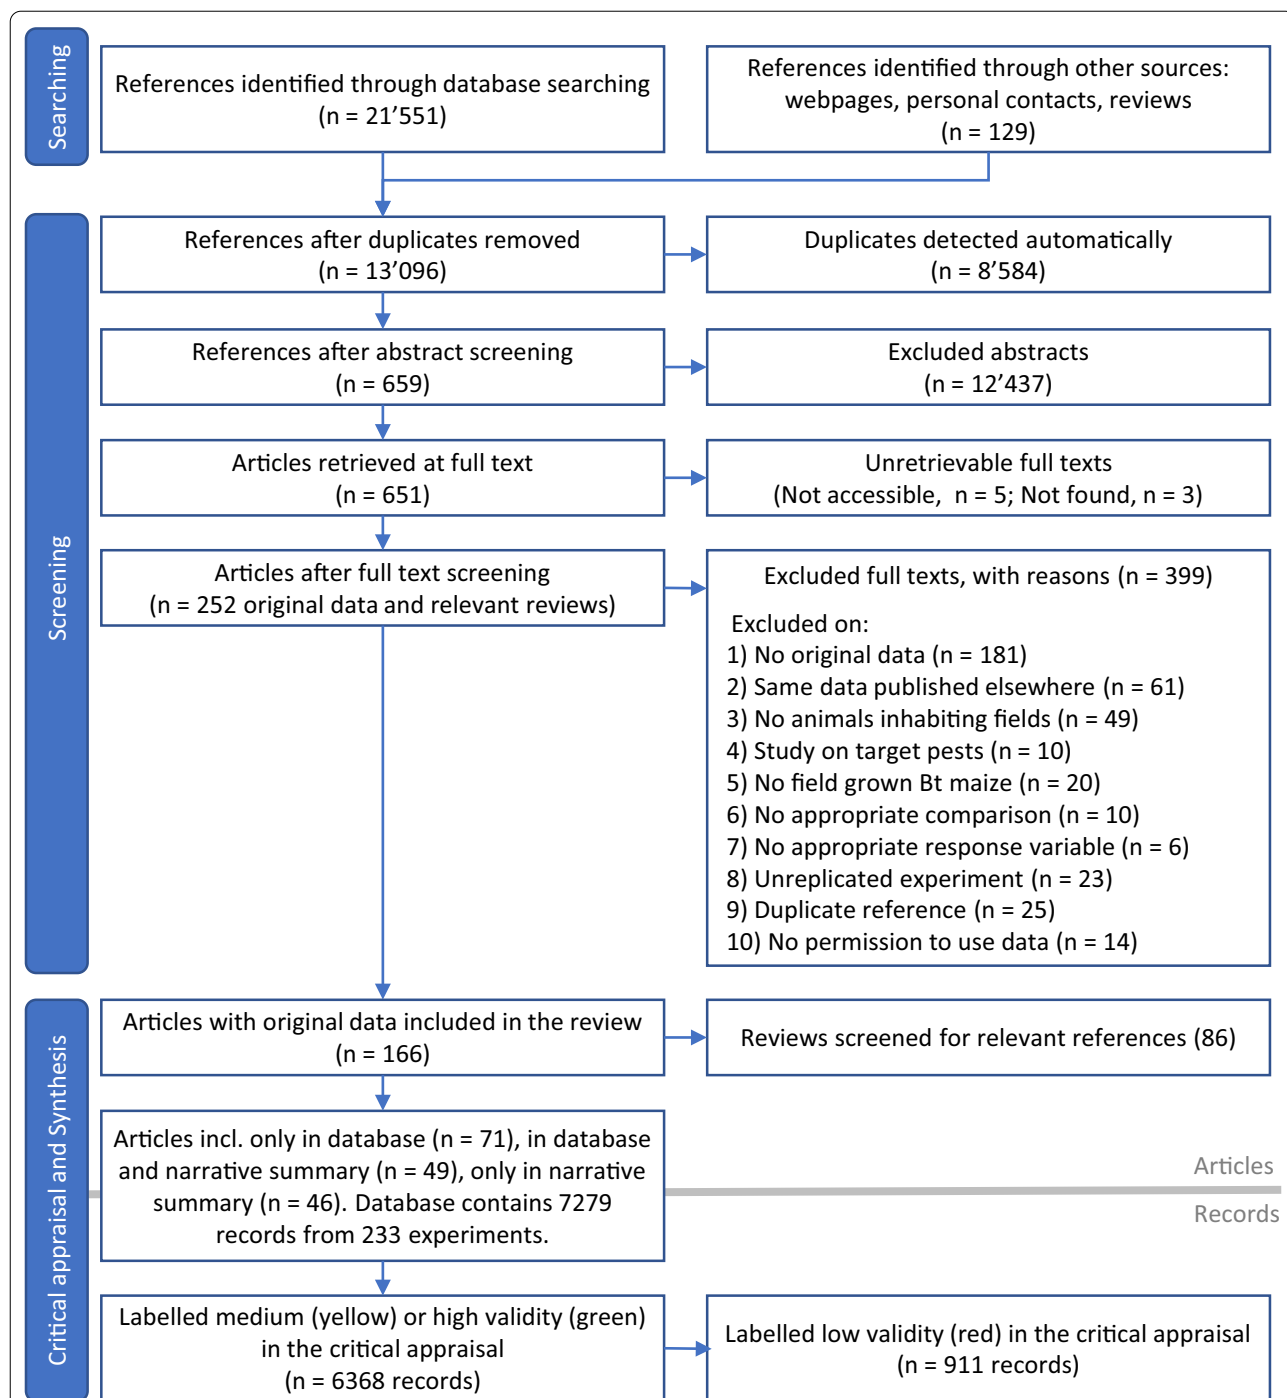 Searching
References identified through database searching
(n = 21’551)
References identified through other sources:
webpages, personal contacts, reviews
(n = 129)
Screening
References after duplicates removed
(n = 13’096)
Duplicates detected automatically
(n = 8’584)
References after abstract screening
(n = 659)
Excluded abstracts
(n = 12’437)
Articles retrieved at full text
(n = 651)
Unretrievable full texts
(Not accessible, n = 5; Not found, n = 3)
Articles after full text screening
(n = 252 original data and relevant reviews)
Excluded full texts, with reasons (n = 399)
Excluded on:
1) No original data (n = 181)
2) Same data published elsewhere (n = 61)
3) No animals inhabiting fields (n = 49)
4) Study on target pests (n = 10)
5) No field grown Bt maize (n = 20)
6) No appropriate comparison (n = 10)
7) No appropriate response variable (n = 6)
8) Unreplicated experiment (n = 23)
9) Duplicate reference (n = 25)
10) No permission to use data (n = 14)
Critical appraisal and Synthesis
Articles with original data included in the review
(n = 166)
Reviews screened for relevant references (86)
Articles incl. only in database (n = 71), in database
and narrative summary (n = 49), only in narrative
summary (n = 46). Database contains 7279
records from 233 experiments.
Articles
Records
Labelled medium (yellow) or high validity (green)
in the critical appraisal
(n = 6368 records)
Labelled low validity (red) in the critical appraisal
(n = 911 records)